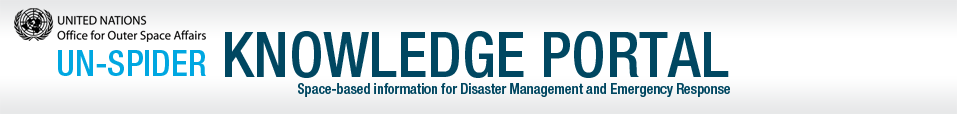 UNITED NATIONS
Office for Outer Space Affairs
UN-SPIDER KNOWLEDGE PORTAL
Space-based information for Disaster Management and Emergency Response